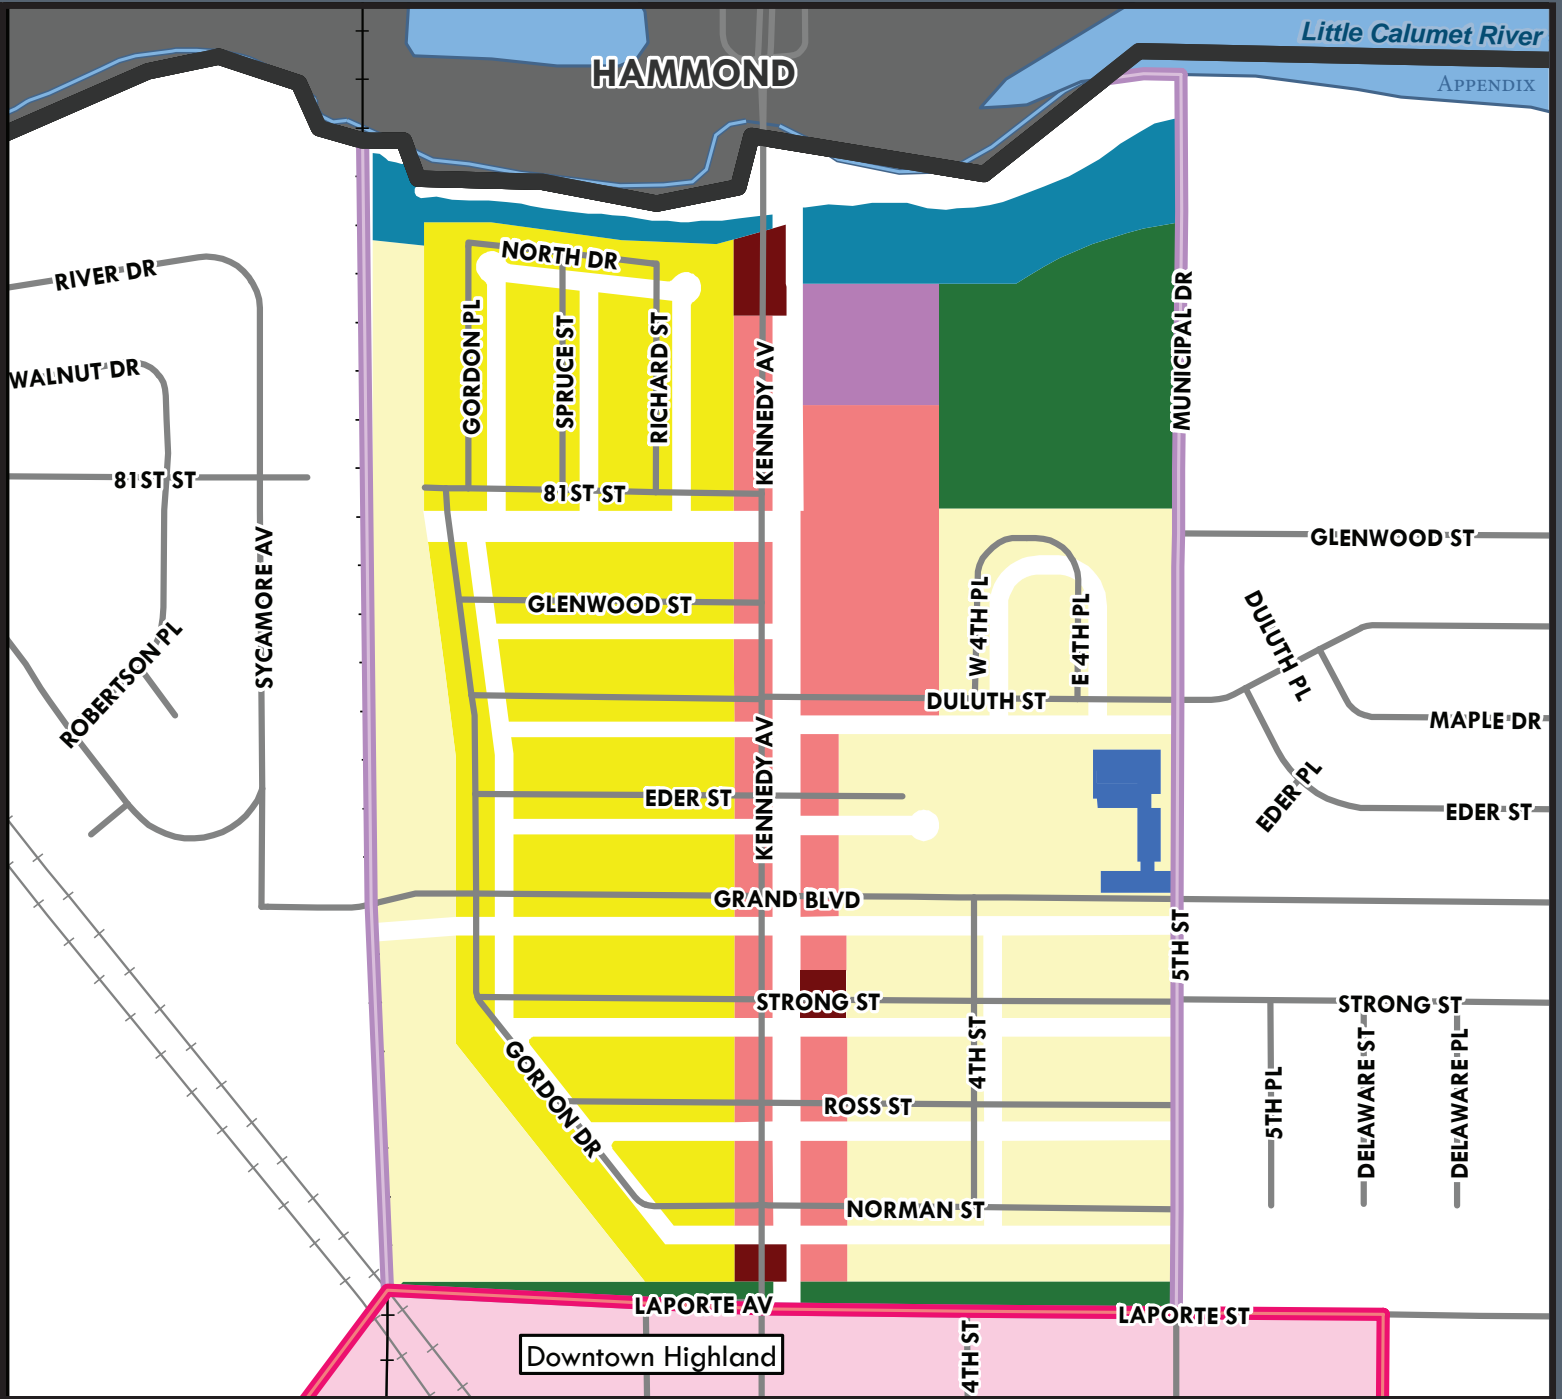 Little Calumet River
HAMMOND
APPENDIX
NORTH DR
RIVER DR
MUNICIPAL DR
GORDON PL
SPRUCE ST
RICHARD ST
KENNEDY AV
WALNUT DR
81ST ST
81ST ST
GLENWOOD ST
SYCAMORE AV
GLENWOOD ST
W 4TH PL
E 4TH PL
DULUTH PL
ROBERTSON PL
DULUTH ST
MAPLE DR
KENNEDY AV
EDER ST
EDER PL
EDER ST
GRAND BLVD
5TH ST
STRONG ST
STRONG ST
4TH ST
GORDON DR
ROSS ST
5TH PL
DELAWARE ST
DELAWARE PL
NORMAN ST
LAPORTE AV
LAPORTE ST
Downtown Highland
4TH ST